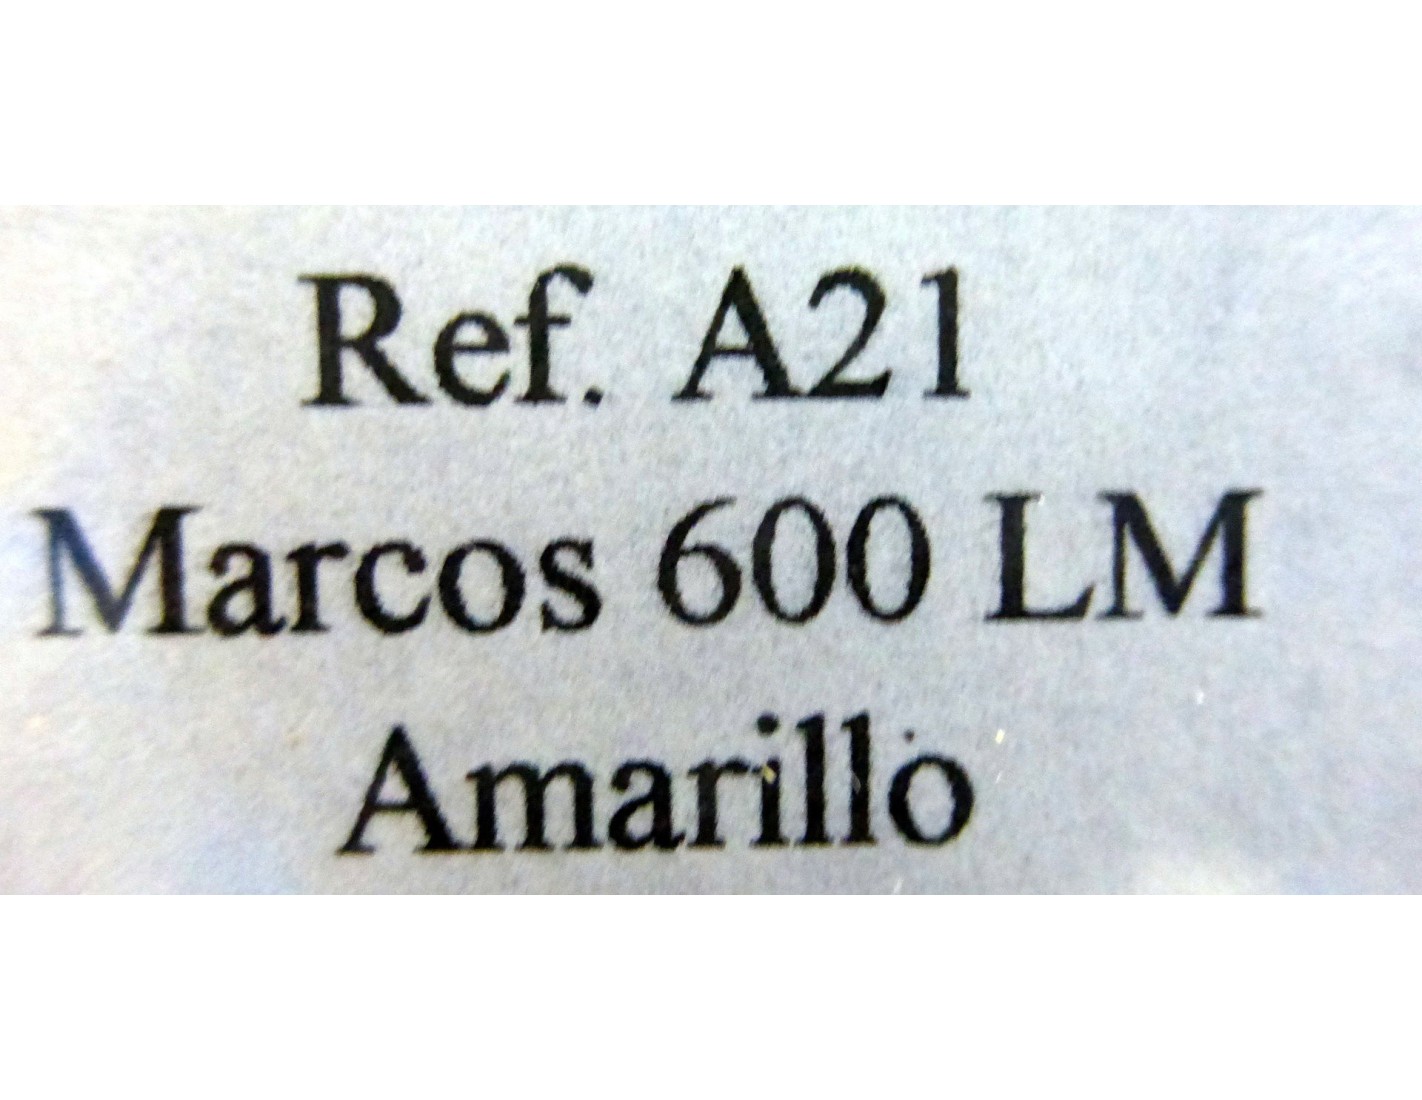 Ref. A21
Marcos 600 LM
Amarillo